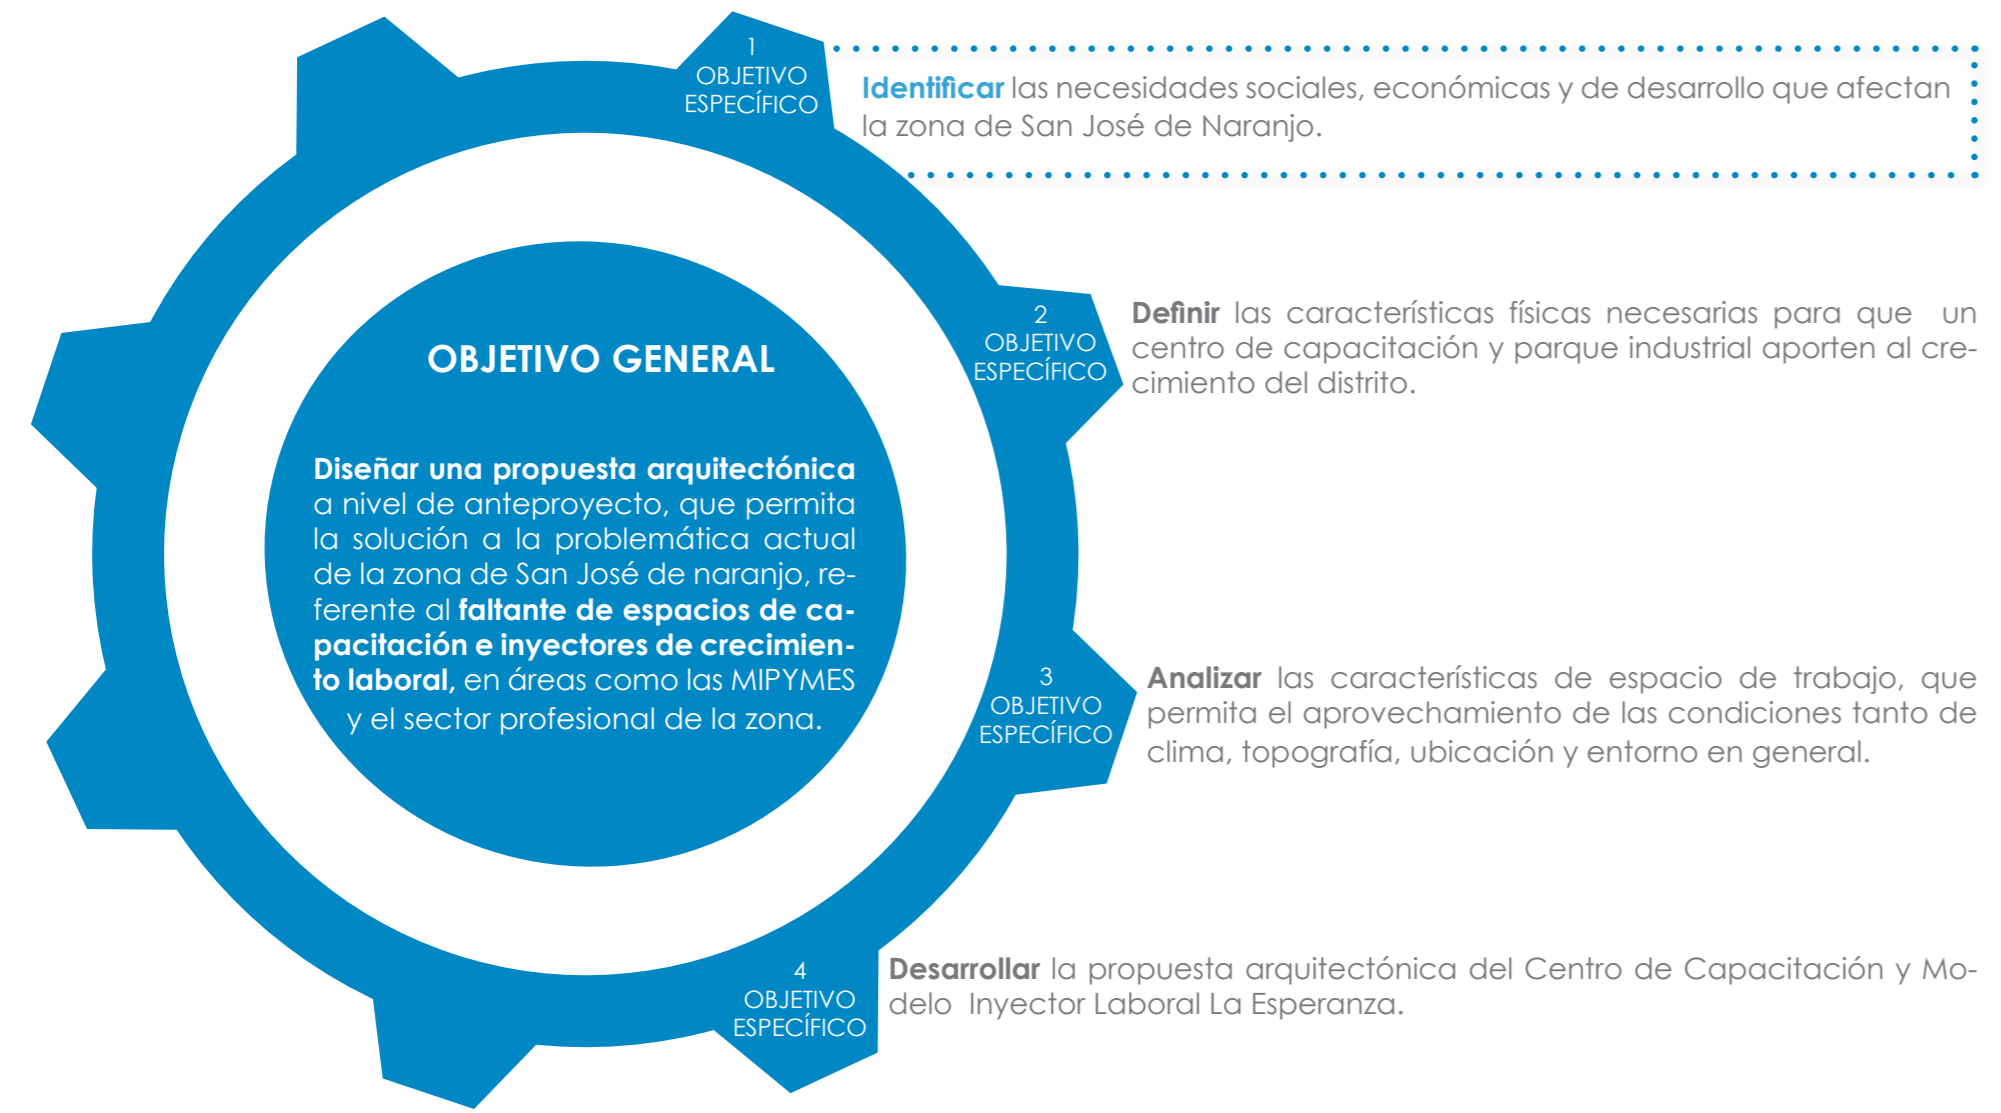 OBJETIVO GENERAL
Diseñar una propuesta arquitectónica
a nivel de anteproyecto, que permita
la solución a la problemática actual
de la zona de San José de naranjo, re-
ferente al faltante de espacios de ca-
pacitación e inyectores de crecimien-
to laboral, en áreas como las MIPYMES
y el sector profesional de la zona.
1
OBJETIVO
ESPECÍFICO
Identificar las necesidades sociales, económicas y de desarrollo que afectan
la zona de San José de Naranjo.
2
OBJETIVO
ESPECÍFICO
Definir las características físicas necesarias para que un
centro de capacitación y parque industrial aporten al cre-
cimiento del distrito.
3
OBJETIVO
ESPECÍFICO
Analizar las características de espacio de trabajo, que
permita el aprovechamiento de las condiciones tanto de
clima, topografía, ubicación y entorno en general.
4
OBJETIVO
ESPECÍFICO
Desarrollar la propuesta arquitectónica del Centro de Capacitación y Mo-
delo Inyector Laboral La Esperanza.